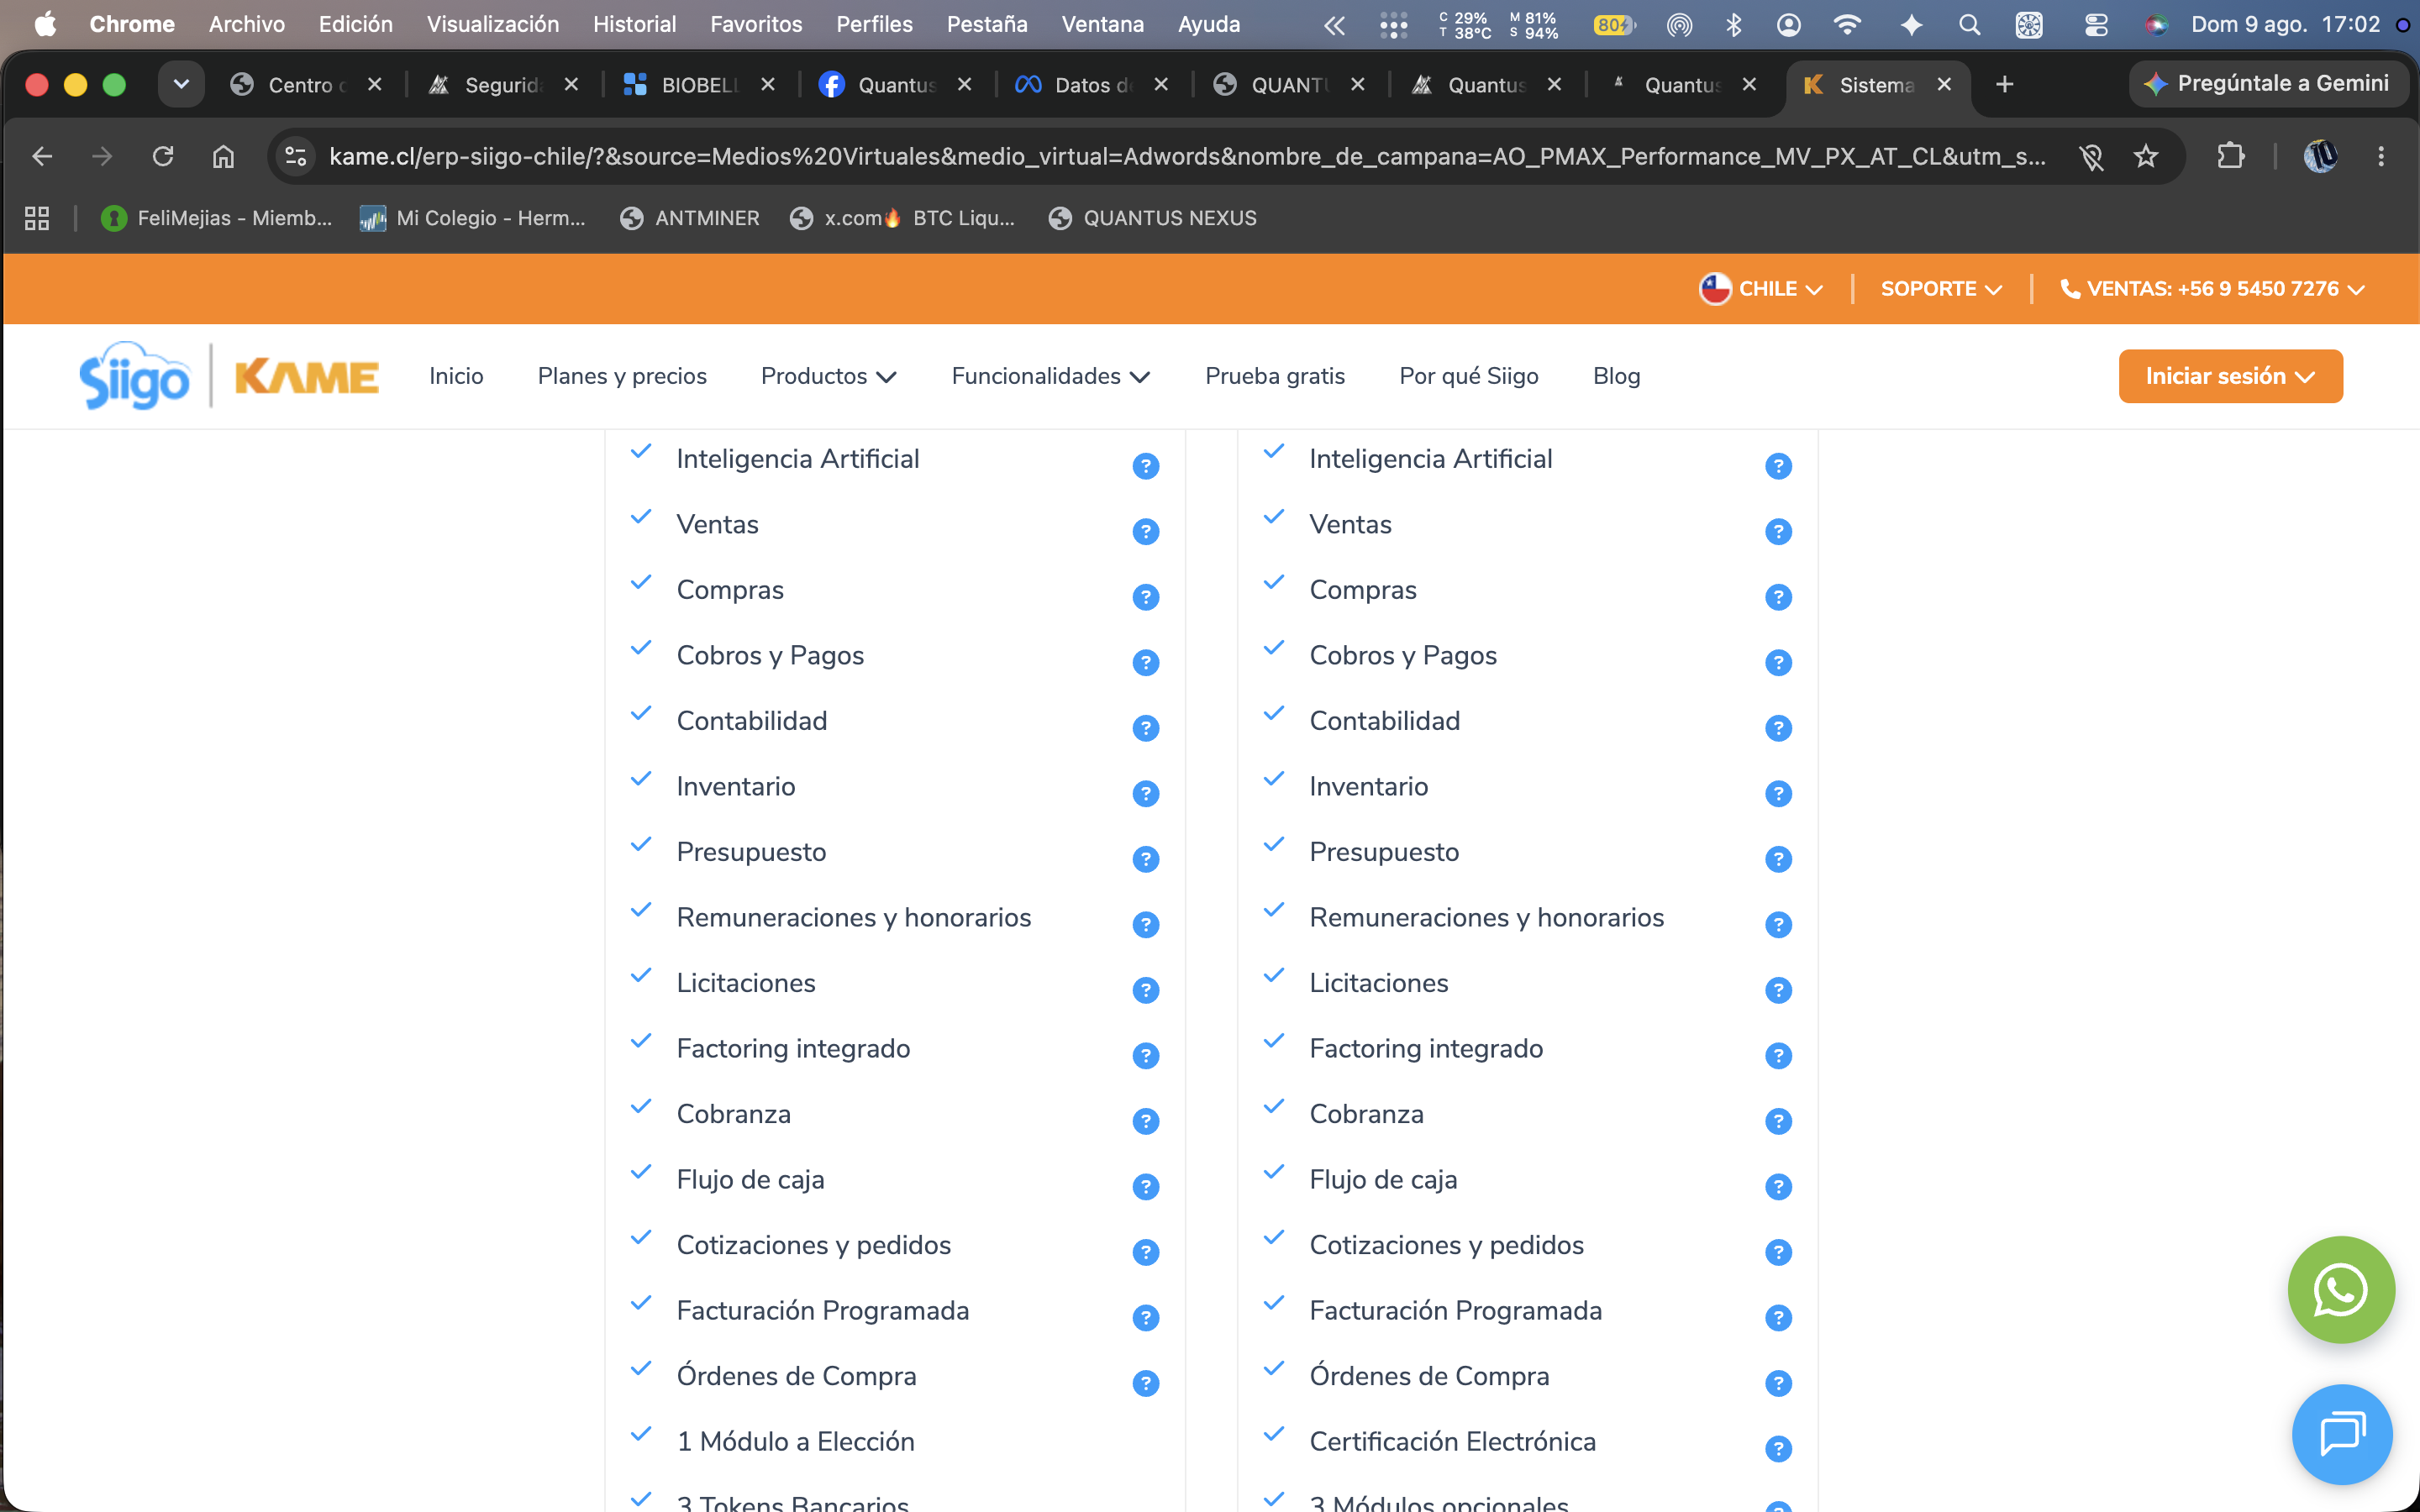 Chrome Archivo Edición Visualización Historial Favoritos Perfiles Pestaña Ventana Ayuda C 29% T 38°C M 81% S 94% 80 Dom 9 ago. 17:02
Centro Segurid BIOBELL Quantus Datos d QUANTU Quantus Quantus Sistema Pregúntale a Gemini
kame.cl/erp-siigo-chile/?&source=Medios%20Virtuales&medio_virtual=Adwords&nombre_de_campana=AO_PMAX_Performance_MV_PX_AT_CL&utm_s...
FeliMejias - Miemb... Mi Colegio - Herm... ANTMINER x.com🔥 BTC Liqu... QUANTUS NEXUS
CHILE SOPORTE VENTAS: +56 9 5450 7276
Siigo KAME Inicio Planes y precios Productos Funcionalidades Prueba gratis Por qué Siigo Blog Iniciar sesión
Inteligencia Artificial ? Inteligencia Artificial ?
Ventas ? Ventas ?
Compras ? Compras ?
Cobros y Pagos ? Cobros y Pagos ?
Contabilidad ? Contabilidad ?
Inventario ? Inventario ?
Presupuesto ? Presupuesto ?
Remuneraciones y honorarios ? Remuneraciones y honorarios ?
Licitaciones ? Licitaciones ?
Factoring integrado ? Factoring integrado ?
Cobranza ? Cobranza ?
Flujo de caja ? Flujo de caja ?
Cotizaciones y pedidos ? Cotizaciones y pedidos ?
Facturación Programada ? Facturación Programada ?
Órdenes de Compra ? Órdenes de Compra ?
1 Módulo a Elección Certificación Electrónica ?
3 Tokens Bancarios 3 Módulos opcionales